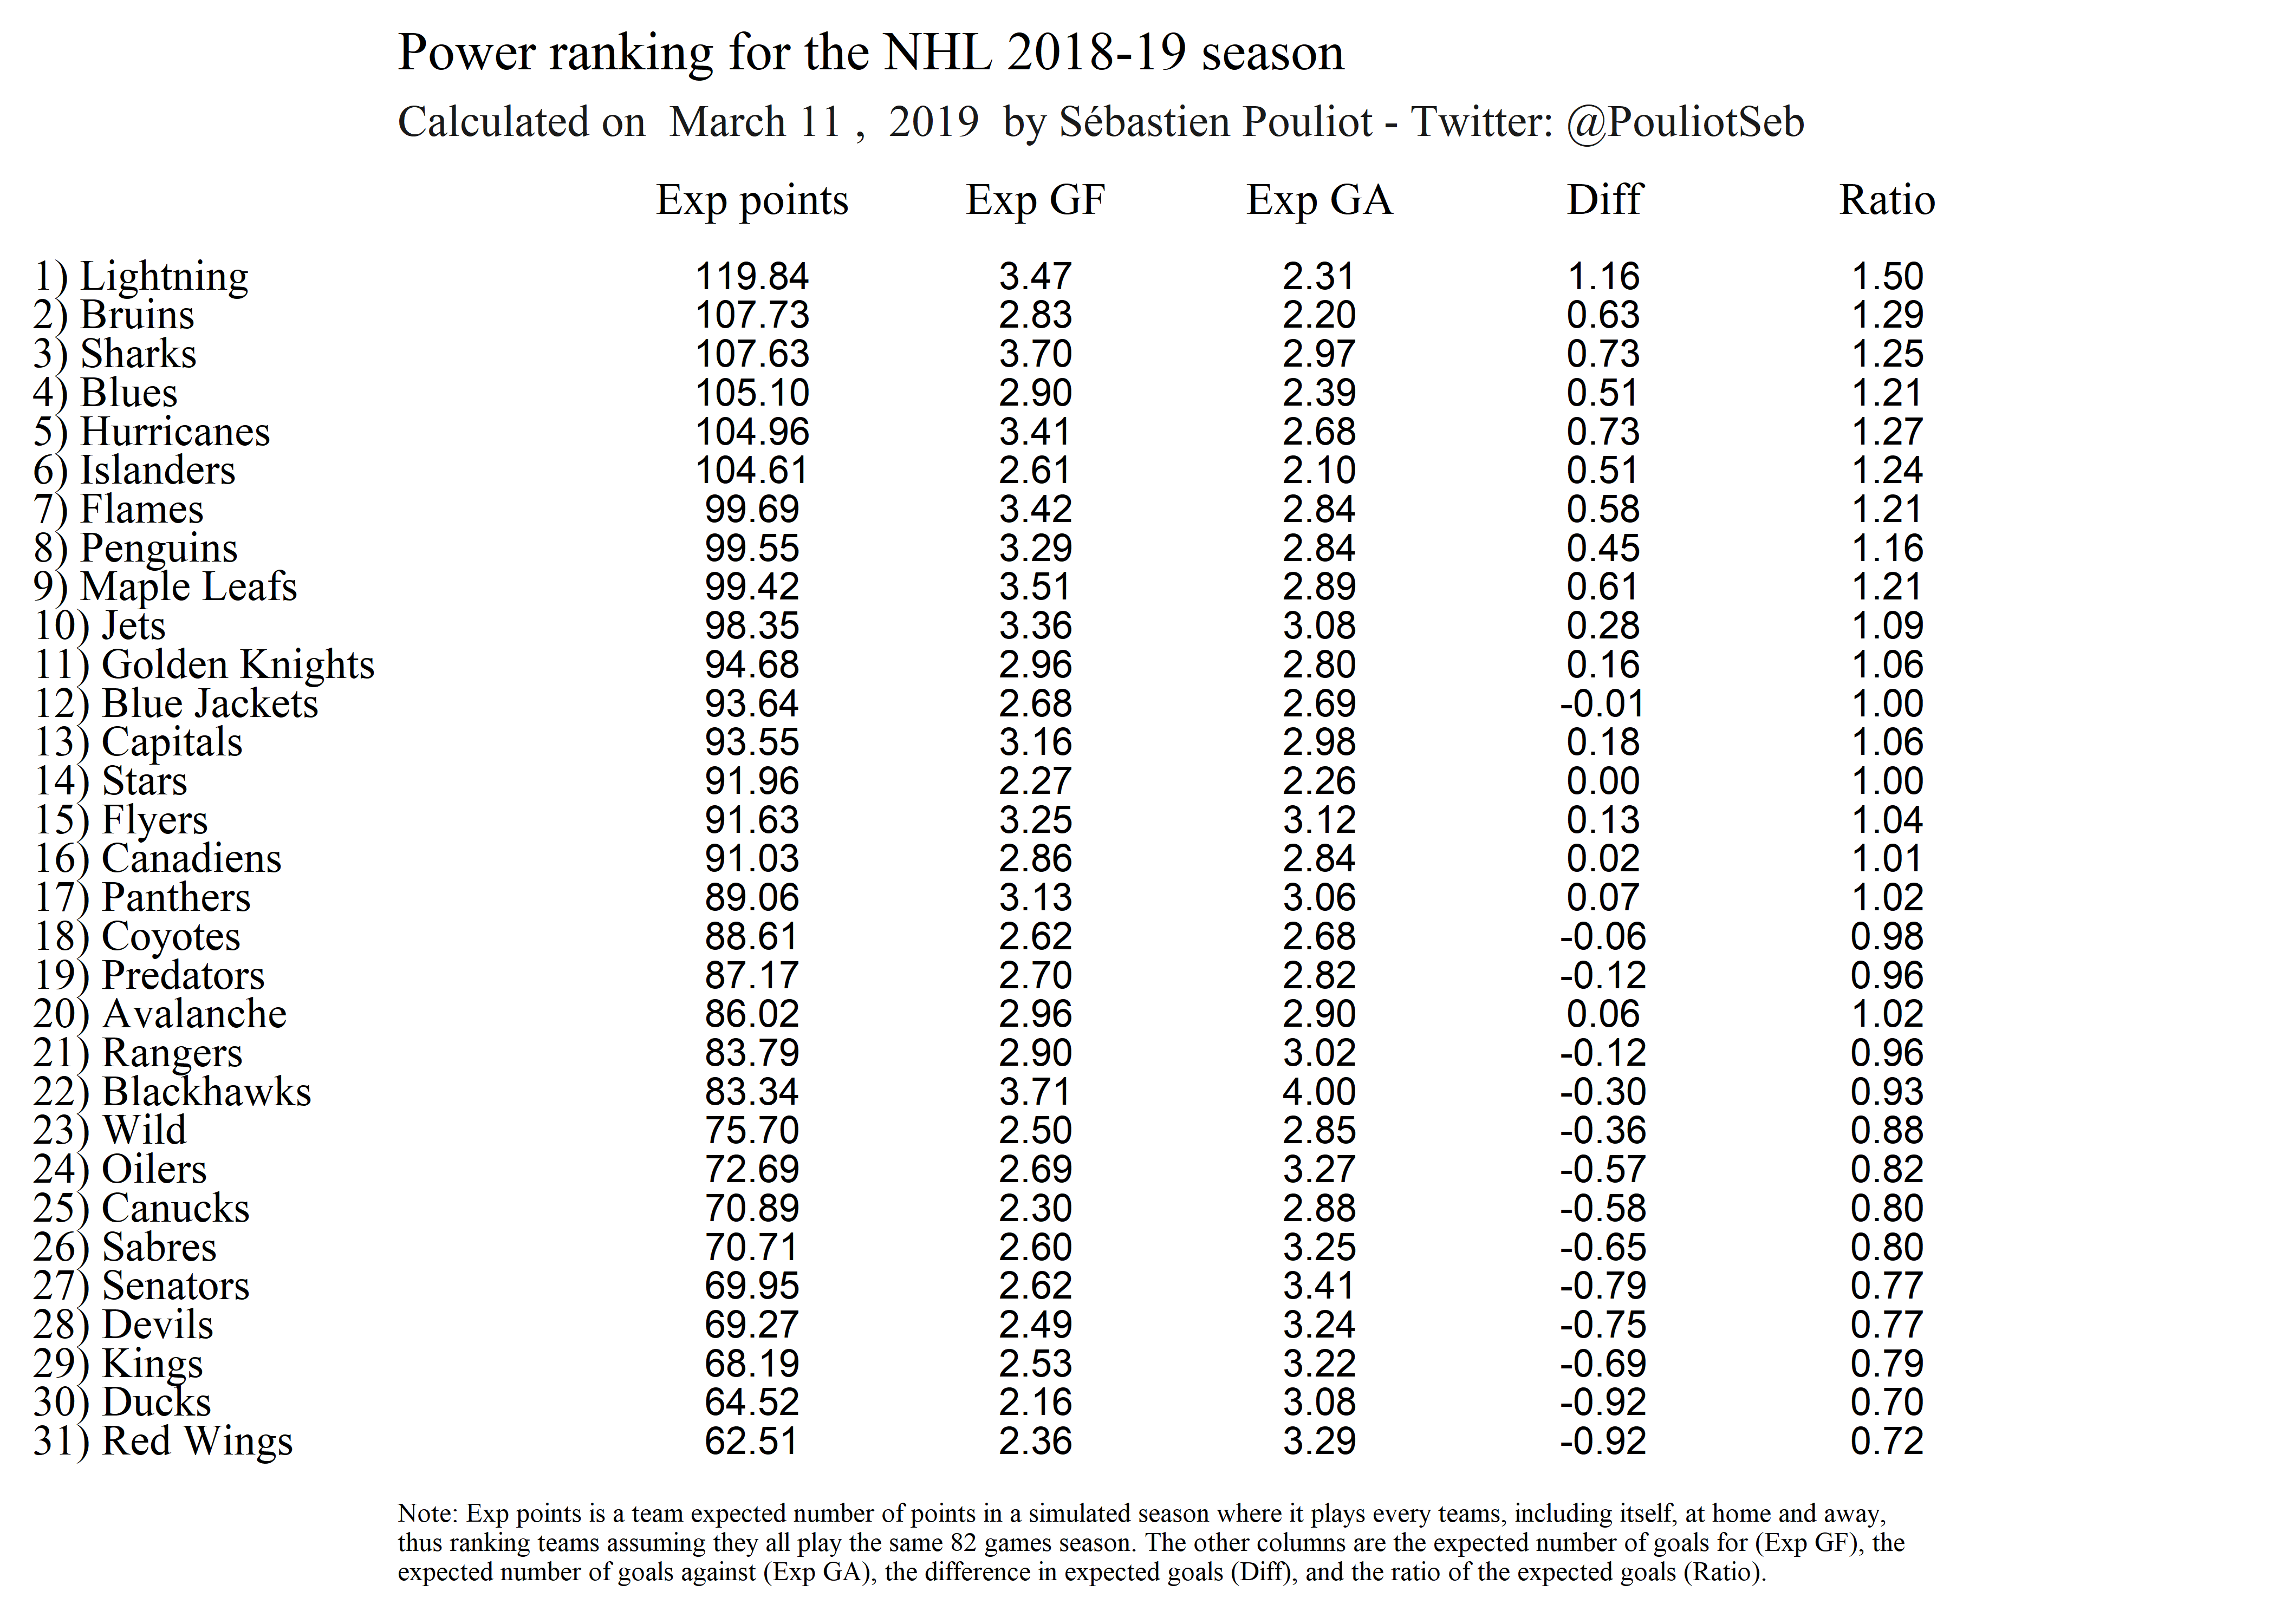 Power ranking for the NHL 2018-19 season
Calculated on March 11 , 2019 by Sébastien Pouliot - Twitter: @PouliotSeb
Exp points Exp GF Exp GA Diff Ratio
1) Lightning 119.84 3.47 2.31 1.16 1.50
2) Bruins 107.73 2.83 2.20 0.63 1.29
3) Sharks 107.63 3.70 2.97 0.73 1.25
4) Blues 105.10 2.90 2.39 0.51 1.21
5) Hurricanes 104.96 3.41 2.68 0.73 1.27
6) Islanders 104.61 2.61 2.10 0.51 1.24
7) Flames 99.69 3.42 2.84 0.58 1.21
8) Penguins 99.55 3.29 2.84 0.45 1.16
9) Maple Leafs 99.42 3.51 2.89 0.61 1.21
10) Jets 98.35 3.36 3.08 0.28 1.09
11) Golden Knights 94.68 2.96 2.80 0.16 1.06
12) Blue Jackets 93.64 2.68 2.69 -0.01 1.00
13) Capitals 93.55 3.16 2.98 0.18 1.06
14) Stars 91.96 2.27 2.26 0.00 1.00
15) Flyers 91.63 3.25 3.12 0.13 1.04
16) Canadiens 91.03 2.86 2.84 0.02 1.01
17) Panthers 89.06 3.13 3.06 0.07 1.02
18) Coyotes 88.61 2.62 2.68 -0.06 0.98
19) Predators 87.17 2.70 2.82 -0.12 0.96
20) Avalanche 86.02 2.96 2.90 0.06 1.02
21) Rangers 83.79 2.90 3.02 -0.12 0.96
22) Blackhawks 83.34 3.71 4.00 -0.30 0.93
23) Wild 75.70 2.50 2.85 -0.36 0.88
24) Oilers 72.69 2.69 3.27 -0.57 0.82
25) Canucks 70.89 2.30 2.88 -0.58 0.80
26) Sabres 70.71 2.60 3.25 -0.65 0.80
27) Senators 69.95 2.62 3.41 -0.79 0.77
28) Devils 69.27 2.49 3.24 -0.75 0.77
29) Kings 68.19 2.53 3.22 -0.69 0.79
30) Ducks 64.52 2.16 3.08 -0.92 0.70
31) Red Wings 62.51 2.36 3.29 -0.92 0.72
Note: Exp points is a team expected number of points in a simulated season where it plays every teams, including itself, at home and away,
thus ranking teams assuming they all play the same 82 games season. The other columns are the expected number of goals for (Exp GF), the
expected number of goals against (Exp GA), the difference in expected goals (Diff), and the ratio of the expected goals (Ratio).